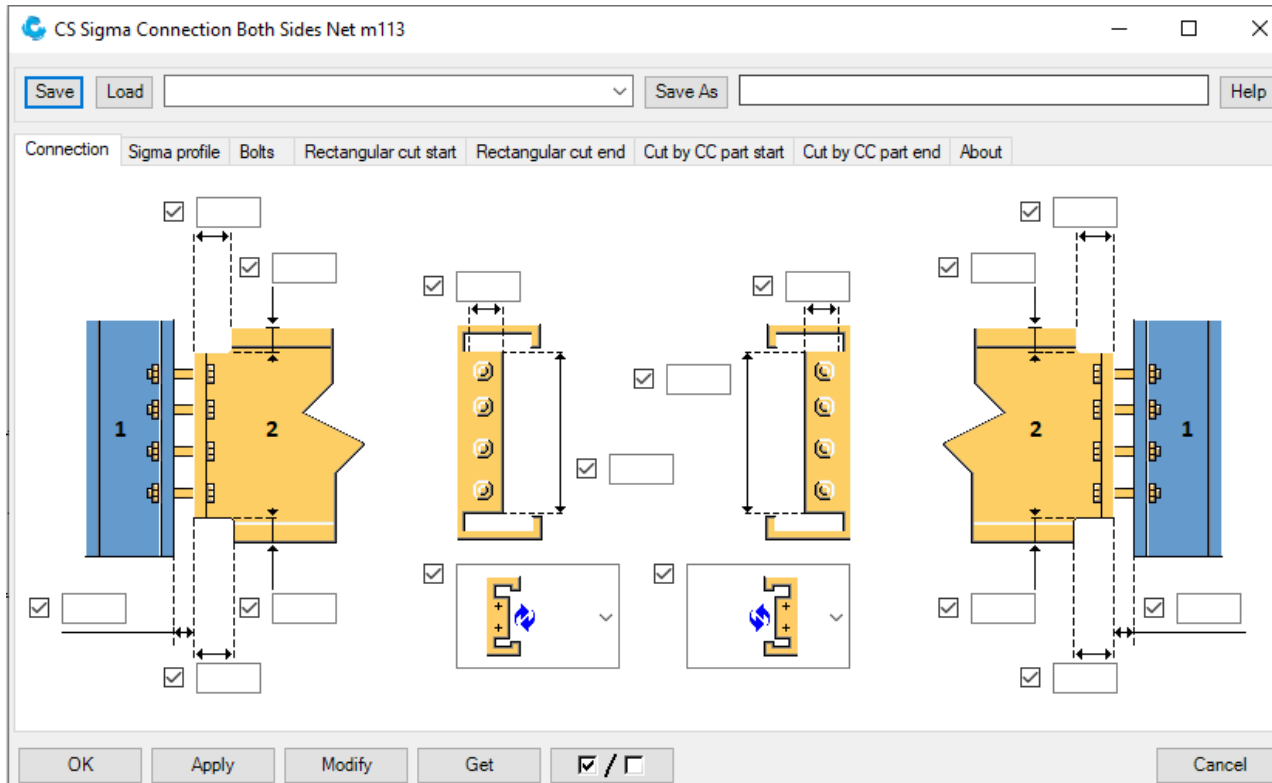 CS Sigma Connection Both Sides Net m113
Save Load Save As Help
Connection Sigma profile Bolts Rectangular cut start Rectangular cut end Cut by CC part start Cut by CC part end About
1 2 2 1
OK Apply Modify Get / Cancel